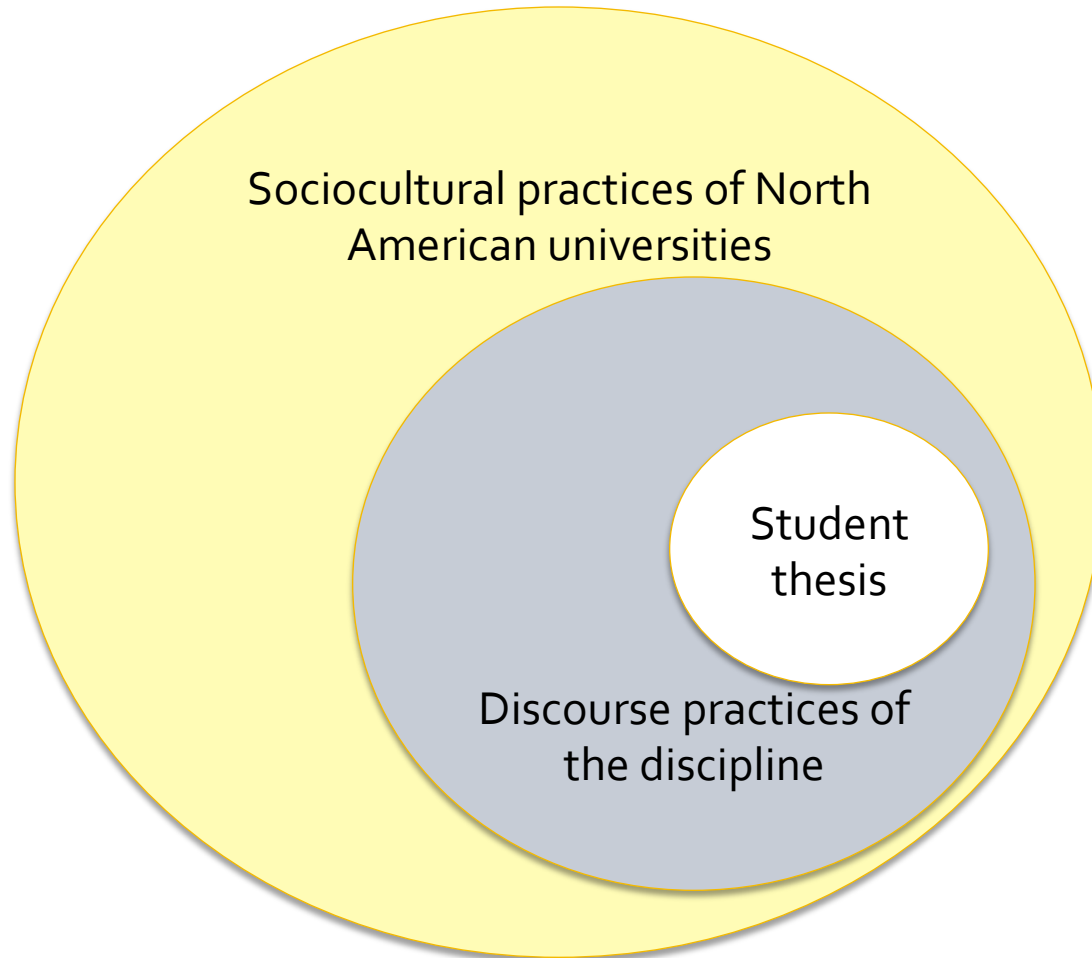 Sociocultural practices of North
American universities
Student
thesis
Discourse practices of
the discipline